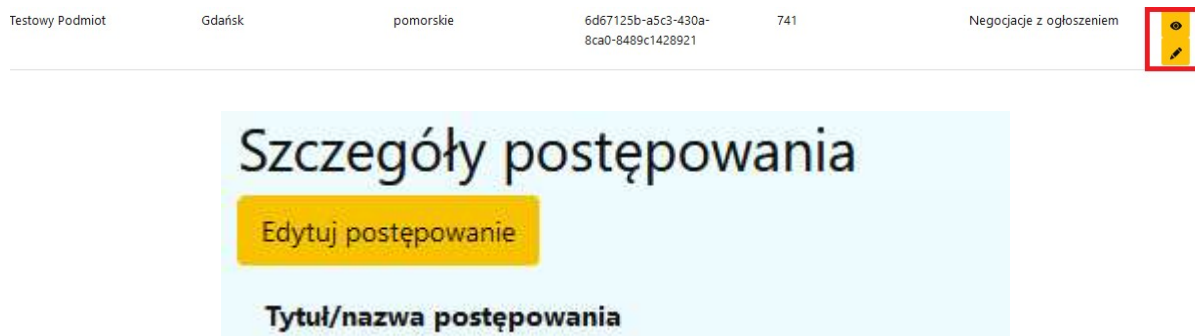 Testowy Podmiot Gdańsk pomorskie 6d67125b-a5c3-430a- 741 Negocjacje z ogłoszeniem
8ca0-8489c1428921
Szczegóły postępowania
Edytuj postępowanie
Tytuł/nazwa postępowania